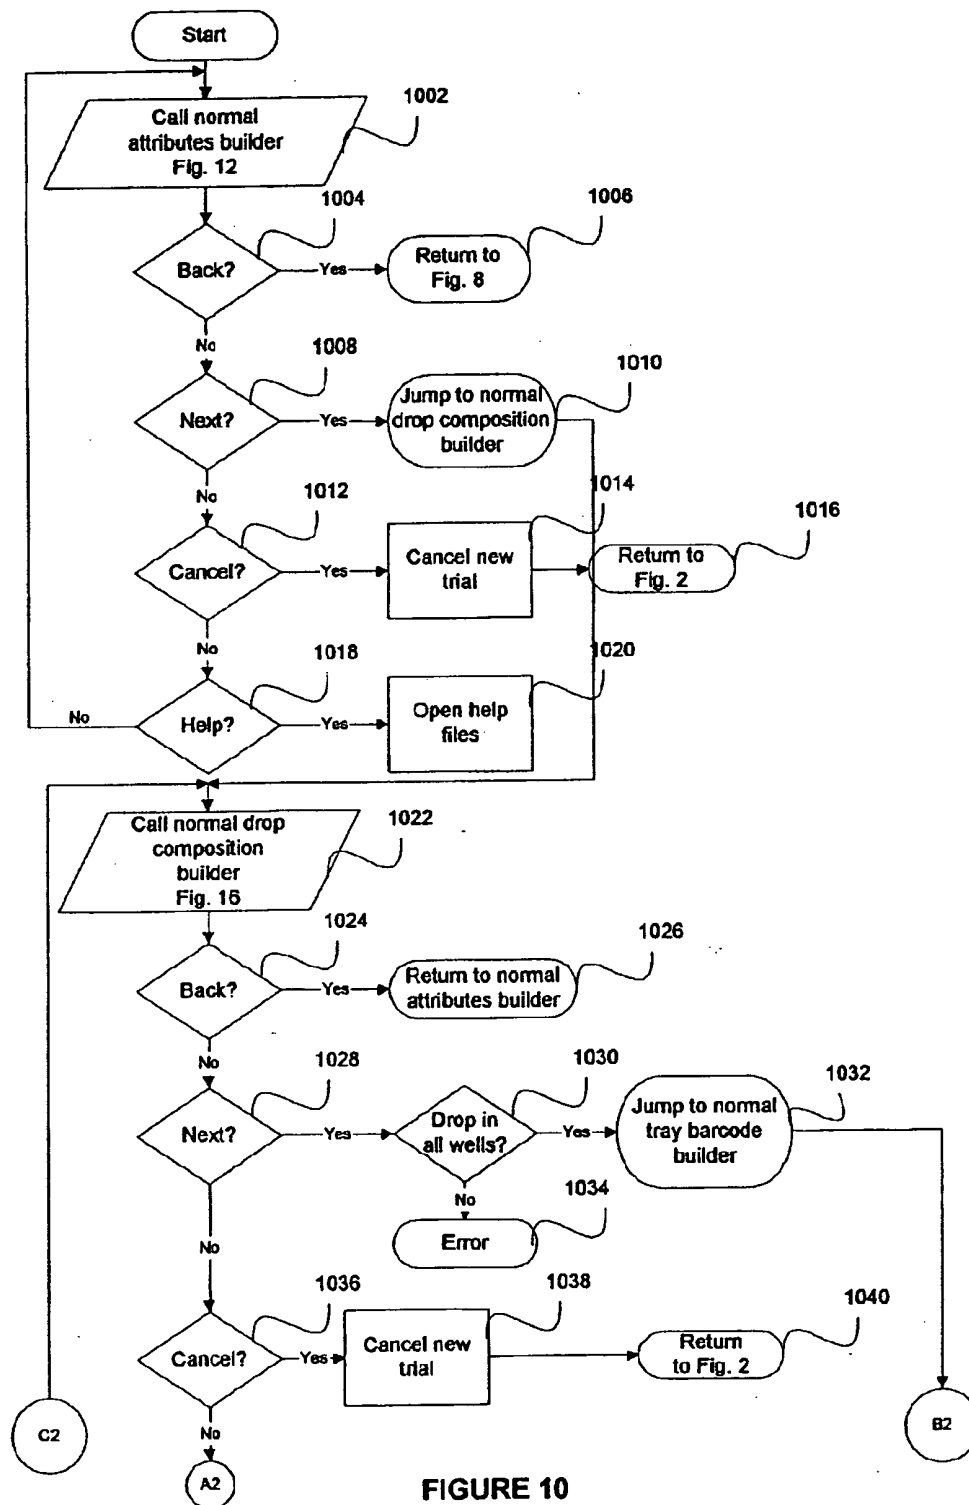 Start
Call normal
attributes builder
Fig. 12
1002
1004
Back?
Yes
Return to
Fig. 8
1006
No
1008
Next?
Yes
Jump to normal
drop composition
builder
1010
No
1012
Cancel?
Yes
Cancel new
trial
1014
Return to
Fig. 2
1016
No
1018
No
Help?
Yes
Open help
files
1020
Call normal drop
composition
builder
Fig. 16
1022
1024
Back?
Yes
Return to normal
attributes builder
1026
No
1028
Next?
Yes
Drop in
all wells?
1030
Yes
Jump to normal
tray barcode
builder
1032
No
Error
1034
No
1036
Cancel?
Yes
Cancel new
trial
1038
Return
to Fig. 2
1040
No
C2
A2
B2
FIGURE 10